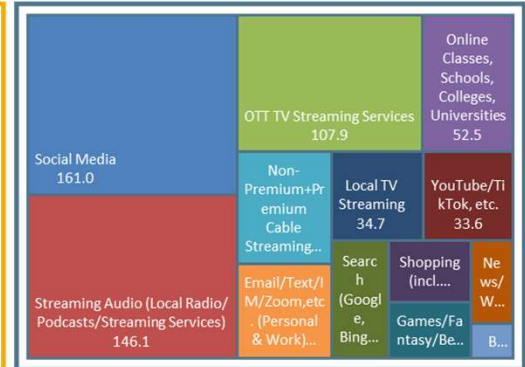 Social Media
161.0
Streaming Audio (Local Radio/
Podcasts/Streaming Services)
146.1
OTT TV Streaming Services
107.9
Online
Classes,
Schools,
Colleges,
Universities
52.5
Non-
Premium+Pr
emium
Cable
Streaming...
Local TV
Streaming
34.7
YouTube/Ti
kTok, etc.
33.6
Email/Text/I
M/Zoom,etc
. (Personal
& Work)...
Searc
h
(Googl
e,
Bing...
Shopping
(incl....
Games/Fa
ntasy/Be...
Ne
ws/
W...
B...